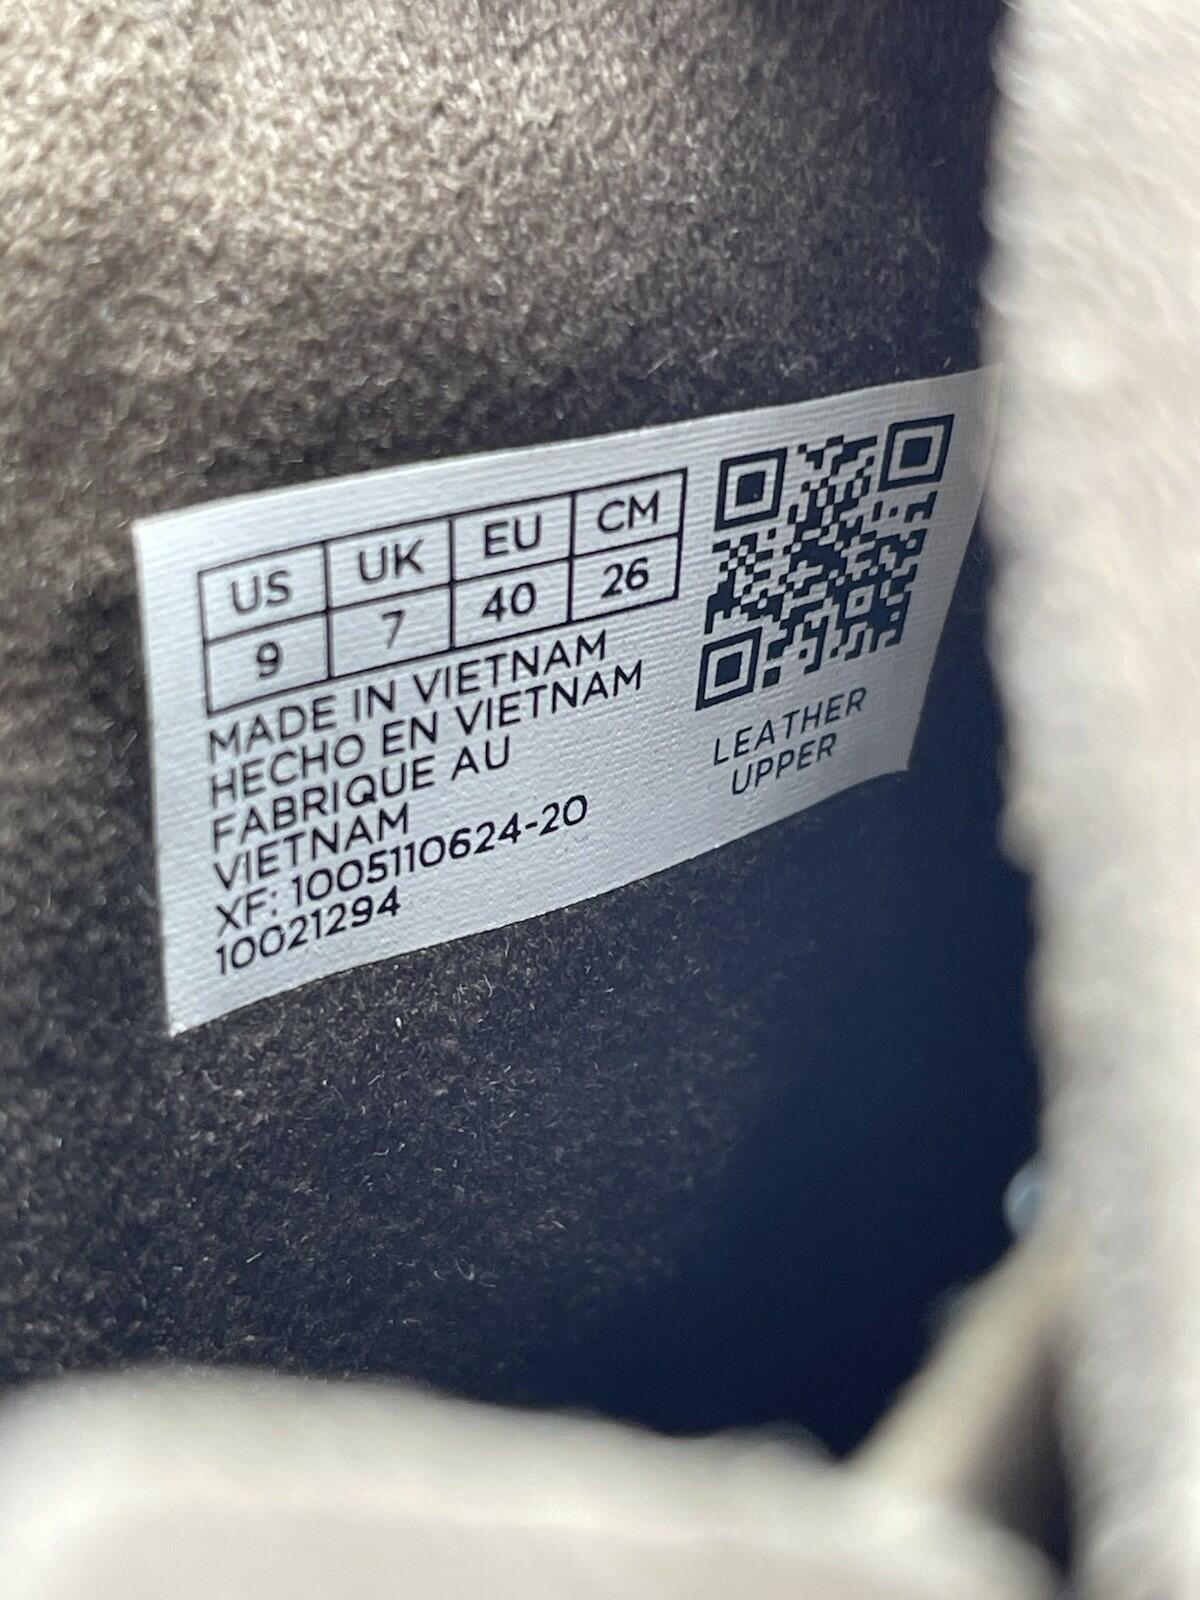 US UK EU CM
9 7 40 26
MADE IN VIETNAM
HECHO EN VIETNAM
FABRIQUE AU
VIETNAM
XF: 1005110624-20
10021294
LEATHER
UPPER